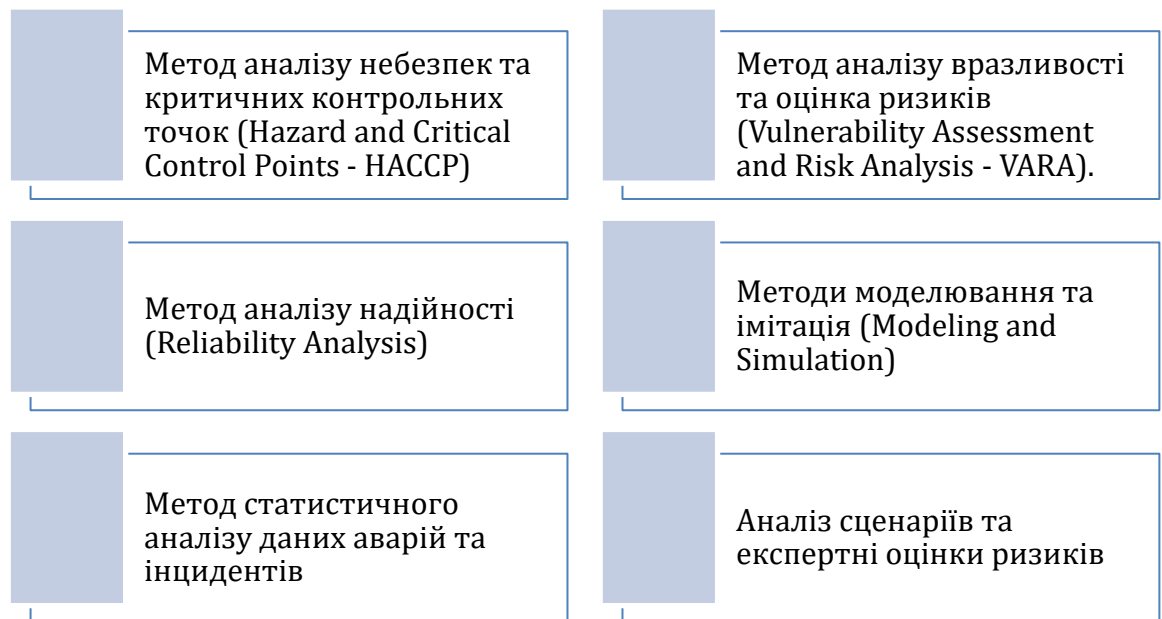 Метод аналізу небезпек та
критичних контрольних
точок (Hazard and Critical
Control Points - HACCP)
Метод аналізу вразливості
та оцінка ризиків
(Vulnerability Assessment
and Risk Analysis - VARA).
Метод аналізу надійності
(Reliability Analysis)
Методи моделювання та
імітація (Modeling and
Simulation)
Метод статистичного
аналізу даних аварій та
інцидентів
Аналіз сценаріїв та
експертні оцінки ризиків